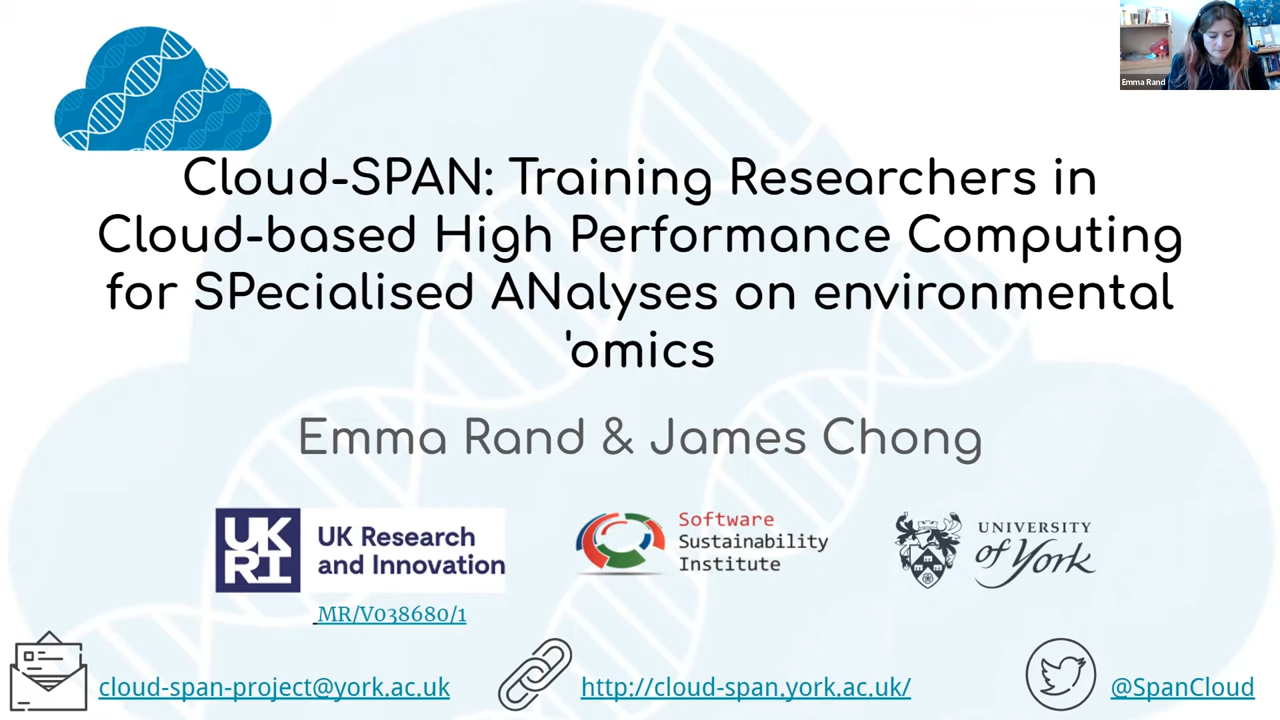 Emma Rand
Cloud-SPAN: Training Researchers in
Cloud-based High Performance Computing
for SPecialised ANalyses on environmental
'omics
Emma Rand & James Chong
UK
RI
UK Research
and Innovation
Software
Sustainability
Institute
UNIVERSITY
of York
MR/V038680/1
cloud-span-project@york.ac.uk
http://cloud-span.york.ac.uk/
@SpanCloud